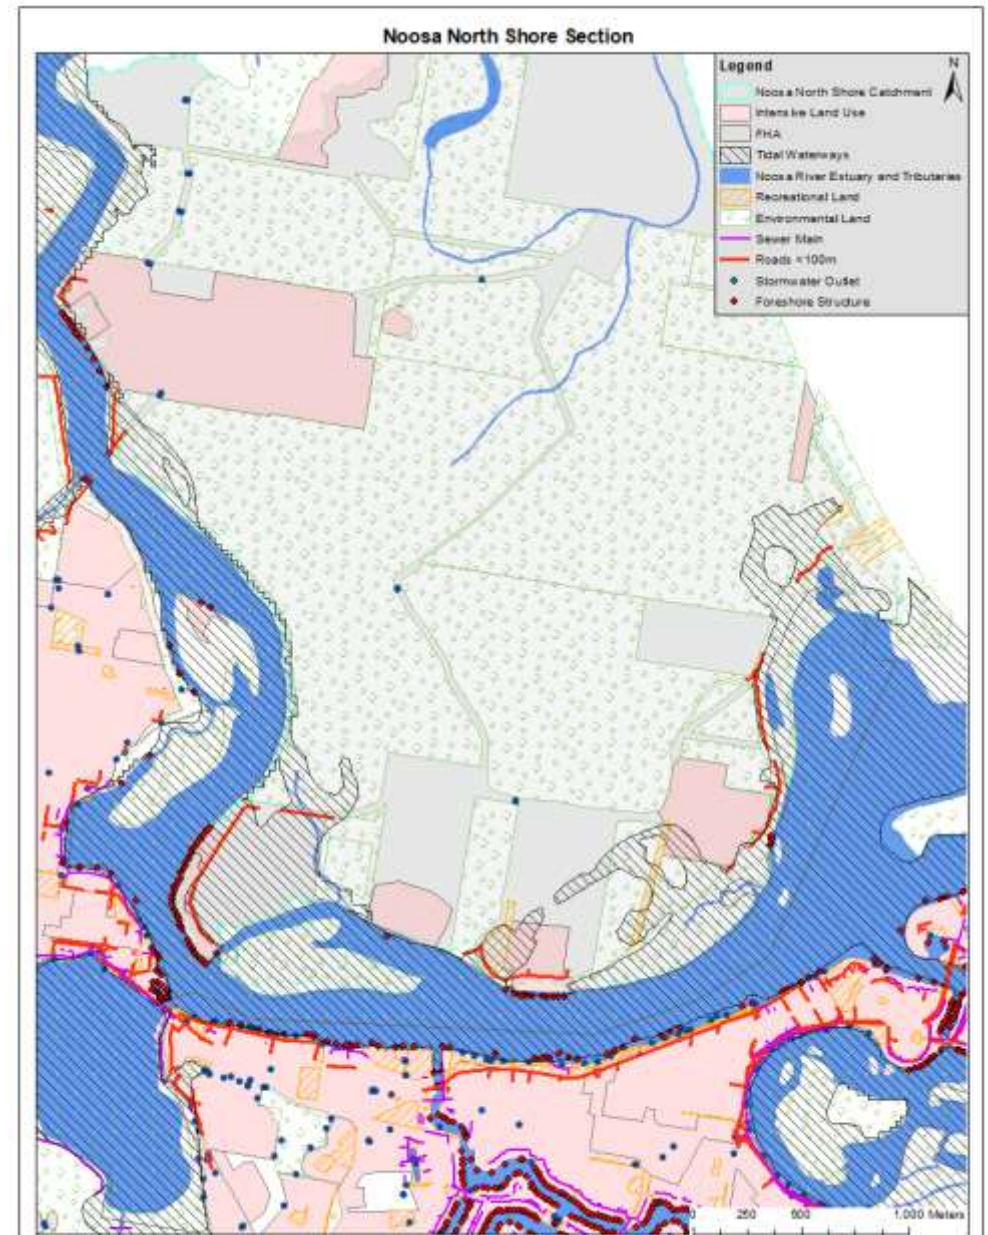 Noosa North Shore Section
Legend
N
Noosa North Shore Catchment
Intensive Land Use
FHA
Tidal Waterways
Noosa River Estuary and Tributaries
Recreational Land
Environmental Land
Sewer Main
Roads <100m
Stormwater Outlet
Foreshore Structure
0 250 500 1,000 Meters